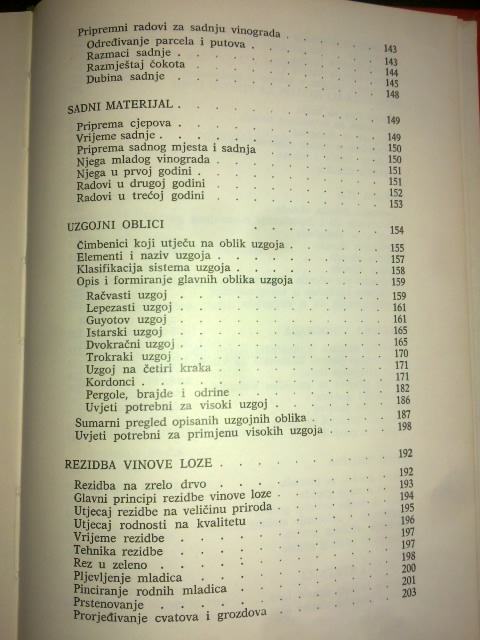 Pripremni radovi za sadnju vinograda . . . . . 143
Određivanje parcela i putova . . . . . 143
Razmaci sadnje . . . . . 144
Razmještaj čokota . . . . . 145
Dubina sadnje . . . . . 148
SADNI MATERIJAL . . . . . 149
Priprema cjepova . . . . . 149
Vrijeme sadnje . . . . . 150
Priprema sadnog mjesta i sadnja . . . . . 150
Njega mladog vinograda . . . . . 151
Njega u prvoj godini . . . . . 151
Radovi u drugoj godini . . . . . 152
Radovi u trećoj godini . . . . . 153
UZGOJNI OBLICI . . . . . 154
Čimbenici koji utječu na oblik uzgoja . . . . . 155
Elementi i naziv uzgoja . . . . . 157
Klasifikacija sistema uzgoja . . . . . 158
Opis i formiranje glavnih oblika uzgoja . . . . . 159
Račvasti uzgoj . . . . . 159
Lepezasti uzgoj . . . . . 161
Guyotov uzgoj . . . . . 161
Istarski uzgoj . . . . . 165
Dvokračni uzgoj . . . . . 165
Trokraki uzgoj . . . . . 170
Uzgoj na četiri kraka . . . . . 171
Kordonci . . . . . 171
Pergole, brajde i odrine . . . . . 182
Uvjeti potrebni za visoki uzgoj . . . . . 186
Sumarni pregled opisanih uzgojnih oblika . . . . . 187
Uvjeti potrebni za primjenu visokih uzgoja . . . . . 198
REZIDBA VINOVE LOZE . . . . . 192
Rezidba na zrelo drvo . . . . . 192
Glavni principi rezidbe vinove loze . . . . . 193
Utjecaj rezidbe na veličinu priroda . . . . . 194
Utjecaj rodnosti na kvalitetu . . . . . 195
Vrijeme rezidbe . . . . . 196
Tehnika rezidbe . . . . . 197
Rez u zeleno . . . . . 197
Pljevljenje mladica . . . . . 198
Pinciranje rodnih mladica . . . . . 200
Prstenovanje . . . . . 201
Prorjeđivanje cvatova i grozdova . . . . . 203